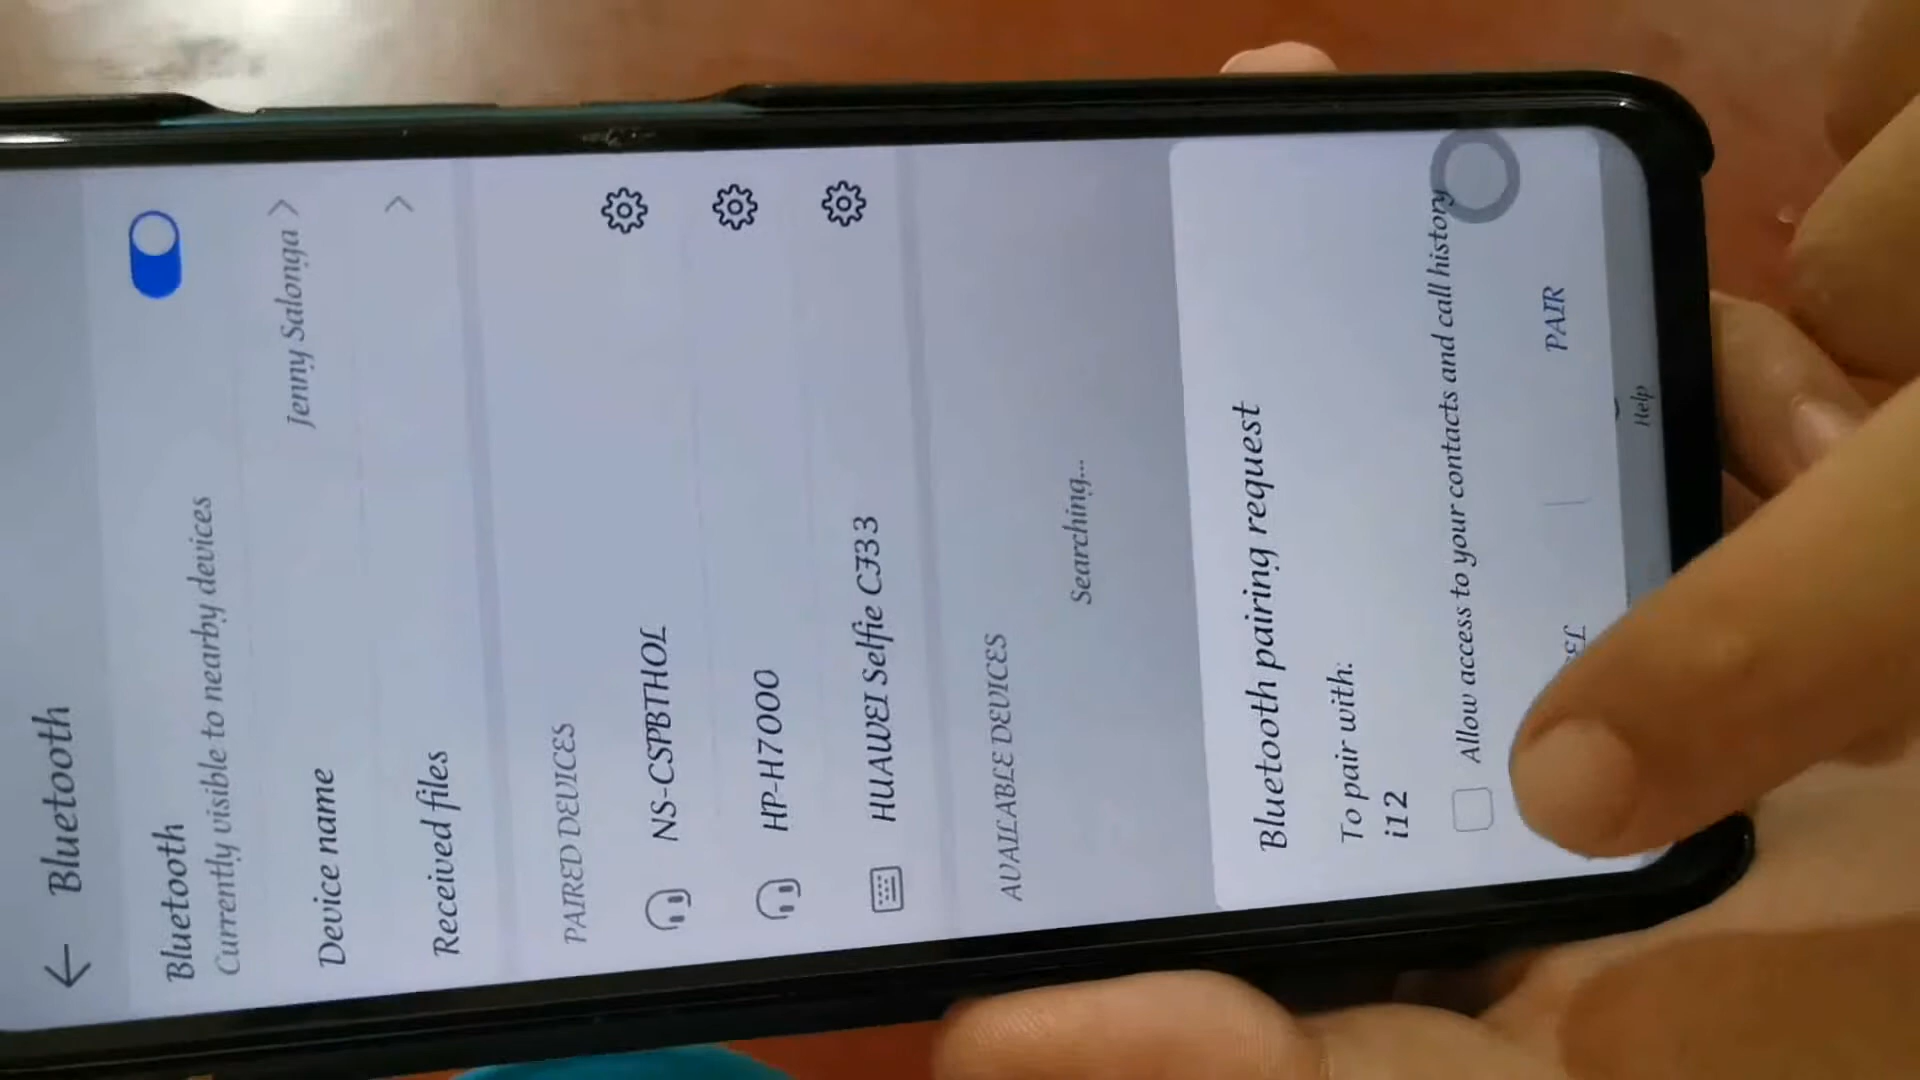 Bluetooth
Bluetooth
Currently visible to nearby devices
Device name Jenny Salonga
Received files
PAIRED DEVICES
NS-CSPBTHOL
HP-H7000
HUAWEI Selfie CF33
AVAILABLE DEVICES
Searching...
Bluetooth pairing request
To pair with:
i12
Allow access to your contacts and call history
PAIR
Help